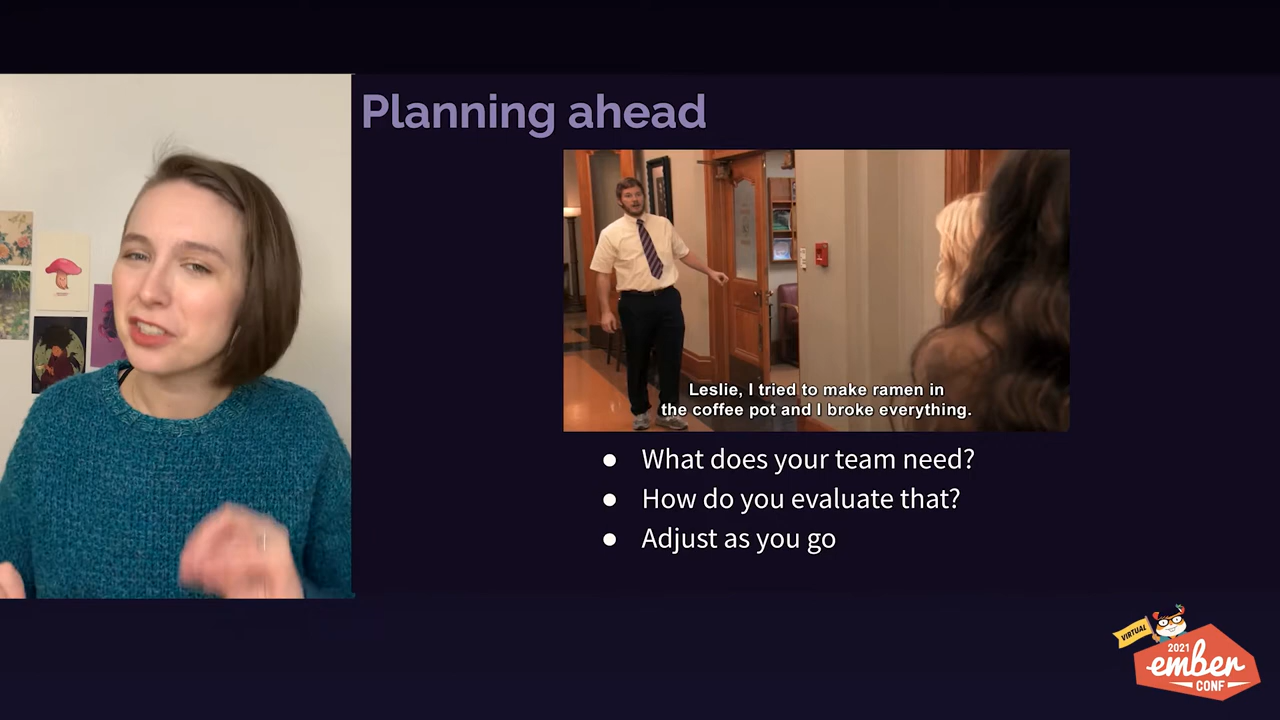 Planning ahead
Leslie, I tried to make ramen in
the coffee pot and I broke everything.
● What does your team need?
● How do you evaluate that?
● Adjust as you go
VIRTUAL
2021
ember
CONF